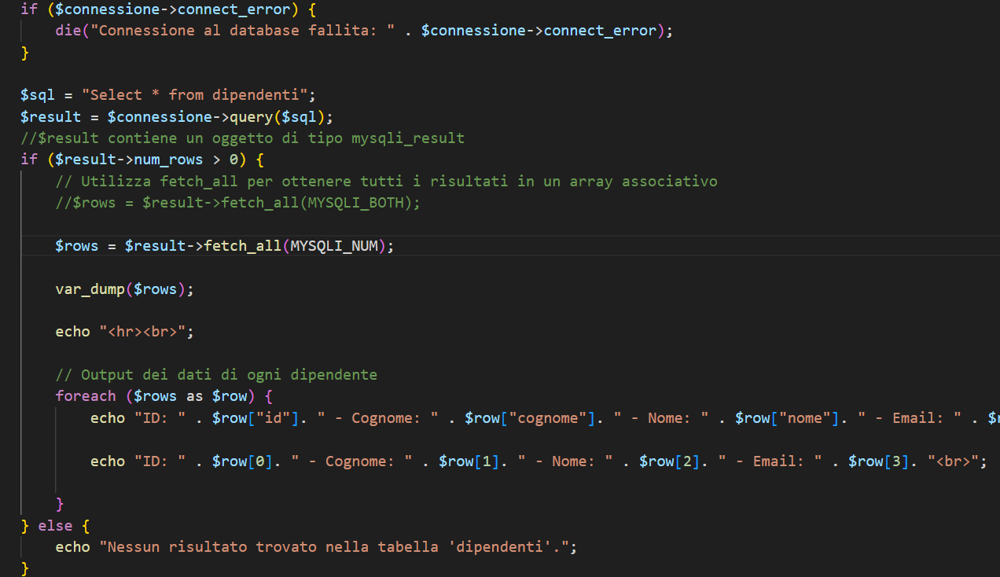 if ($connessione->connect_error) {
    die("Connessione al database fallita: " . $connessione->connect_error);
}

$sql = "Select * from dipendenti";
$result = $connessione->query($sql);
//$result contiene un oggetto di tipo mysqli_result
if ($result->num_rows > 0) {
    // Utilizza fetch_all per ottenere tutti i risultati in un array associativo
    //$rows = $result->fetch_all(MYSQLI_BOTH);

    $rows = $result->fetch_all(MYSQLI_NUM);

    var_dump($rows);

    echo "<hr><br>";

    // Output dei dati di ogni dipendente
    foreach ($rows as $row) {
        echo "ID: " . $row["id"]. " - Cognome: " . $row["cognome"]. " - Nome: " . $row["nome"]. " - Email: " .

        echo "ID: " . $row[0]. " - Cognome: " . $row[1]. " - Nome: " . $row[2]. " - Email: " . $row[3]. "<br>";

    }
} else {
    echo "Nessun risultato trovato nella tabella 'dipendenti'.";
}